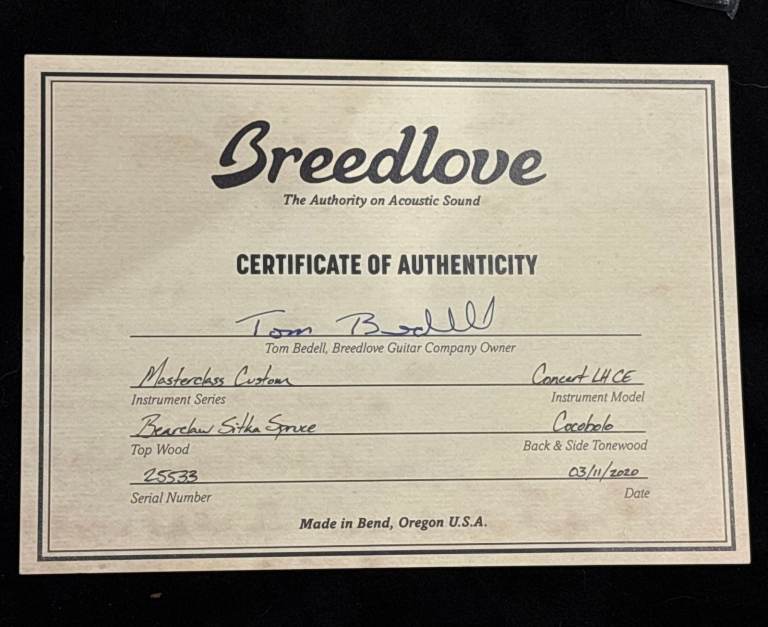 Breedlove
The Authority on Acoustic Sound
CERTIFICATE OF AUTHENTICITY
Tom Bedell
Tom Bedell, Breedlove Guitar Company Owner
Masterclass Custom Concert LH CE
Instrument Series Instrument Model
Bearclaw Sitka Spruce Cocobolo
Top Wood Back & Side Tonewood
25533 03/11/2020
Serial Number Date
Made in Bend, Oregon U.S.A.